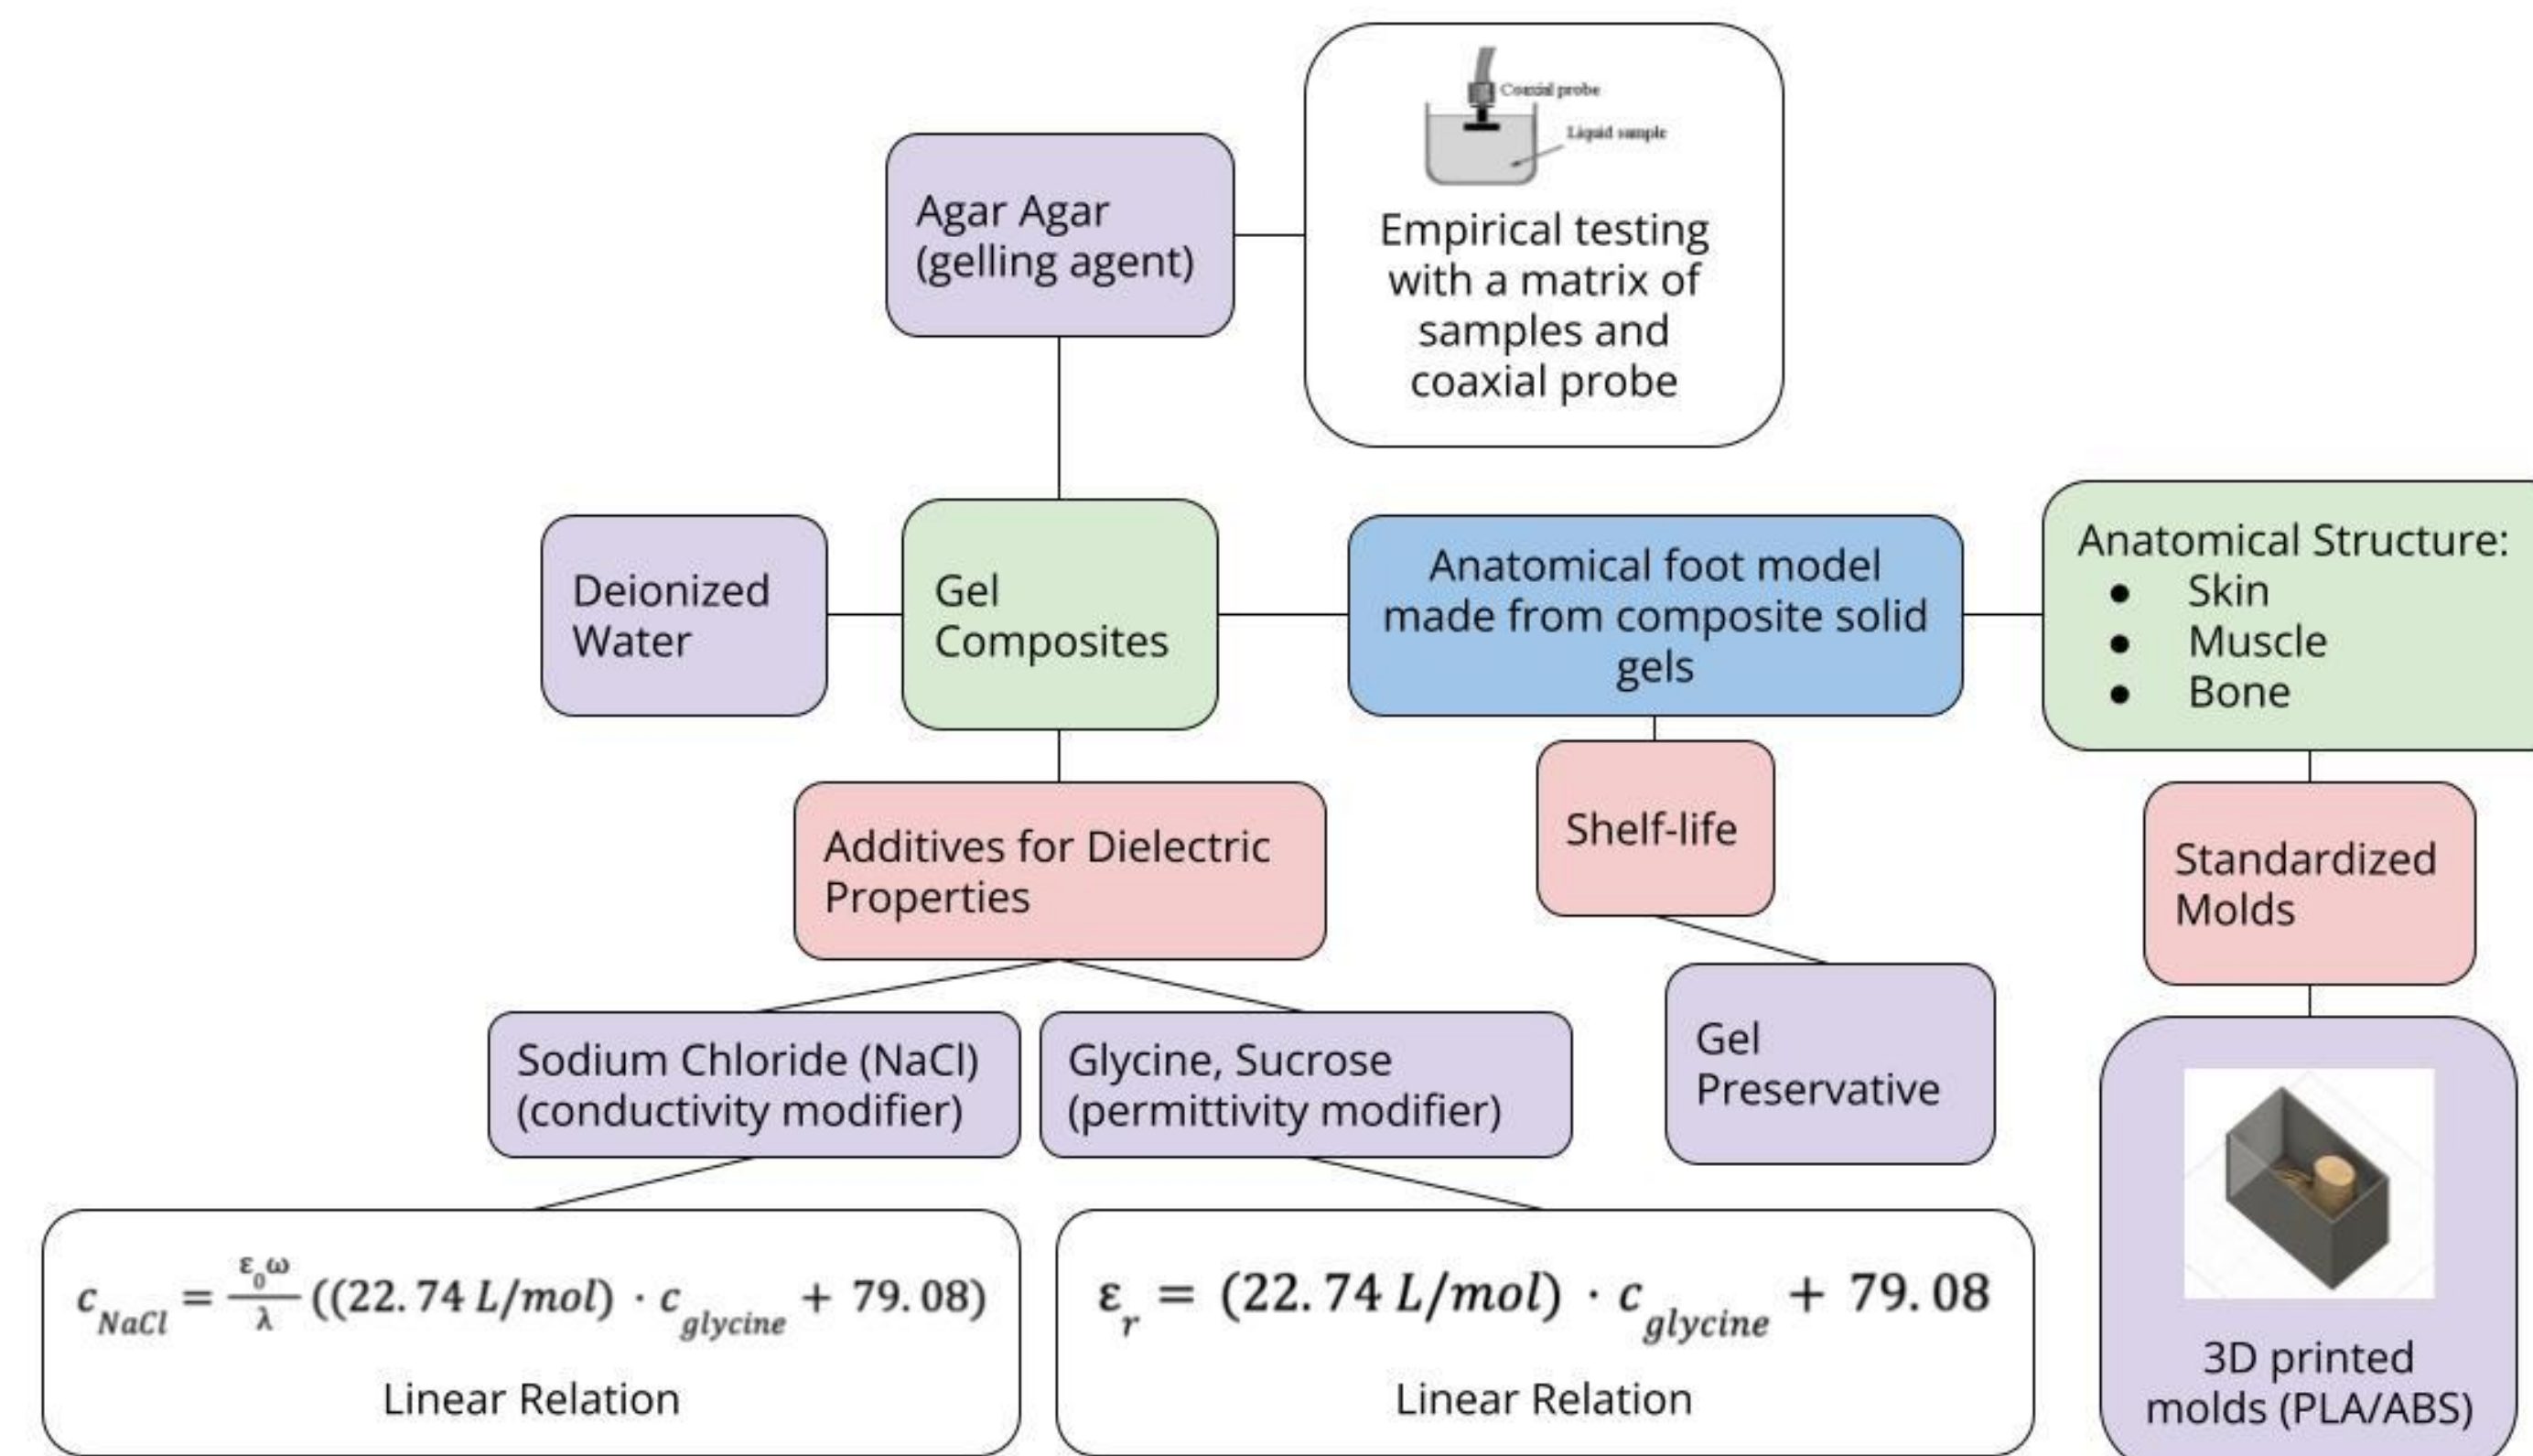 Coaxial probe
Liquid sample
Empirical testing
with a matrix of
samples and
coaxial probe
Agar Agar
(gelling agent)
Deionized
Water
Gel
Composites
Anatomical foot model
made from composite solid
gels
Anatomical Structure:
● Skin
● Muscle
● Bone
Additives for Dielectric
Properties
Shelf-life
Standardized
Molds
Sodium Chloride (NaCl)
(conductivity modifier)
Glycine, Sucrose
(permittivity modifier)
Gel
Preservative
c_NaCl = ε₀ω/λ ((22.74 L/mol) · c_glycine + 79.08)
Linear Relation
ε_r = (22.74 L/mol) · c_glycine + 79.08
Linear Relation
3D printed
molds (PLA/ABS)